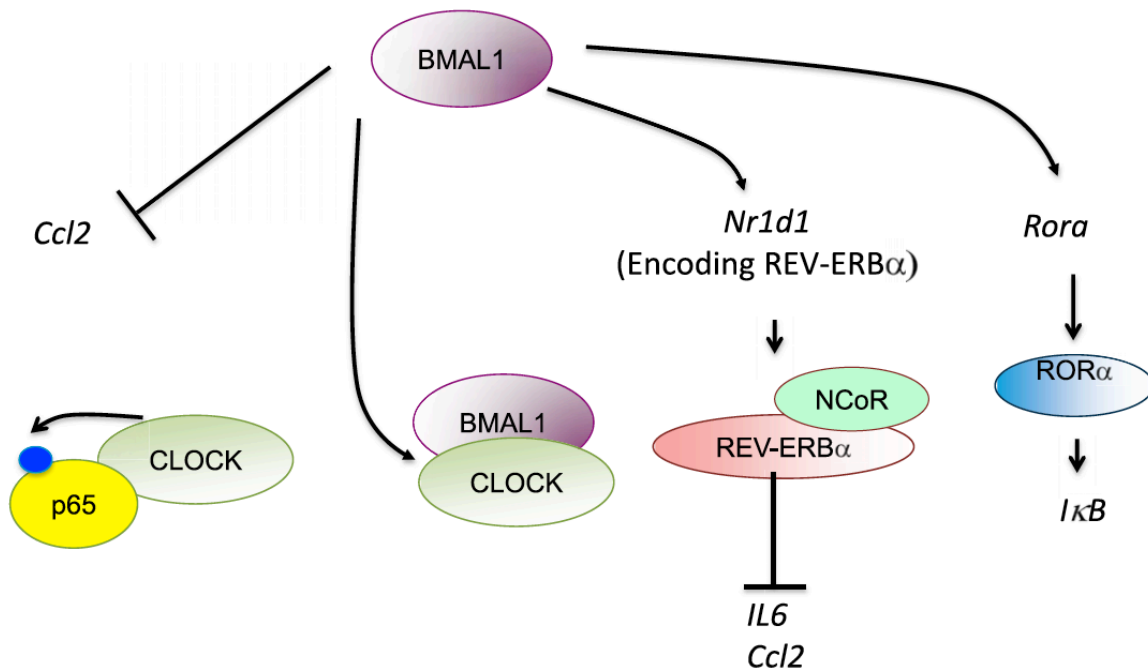 BMAL1
Ccl2
Nr1d1
(Encoding REV-ERBα)
Rora
RORα
NCoR
BMAL1
REV-ERBα
CLOCK
CLOCK
p65
IκB
IL6
Ccl2